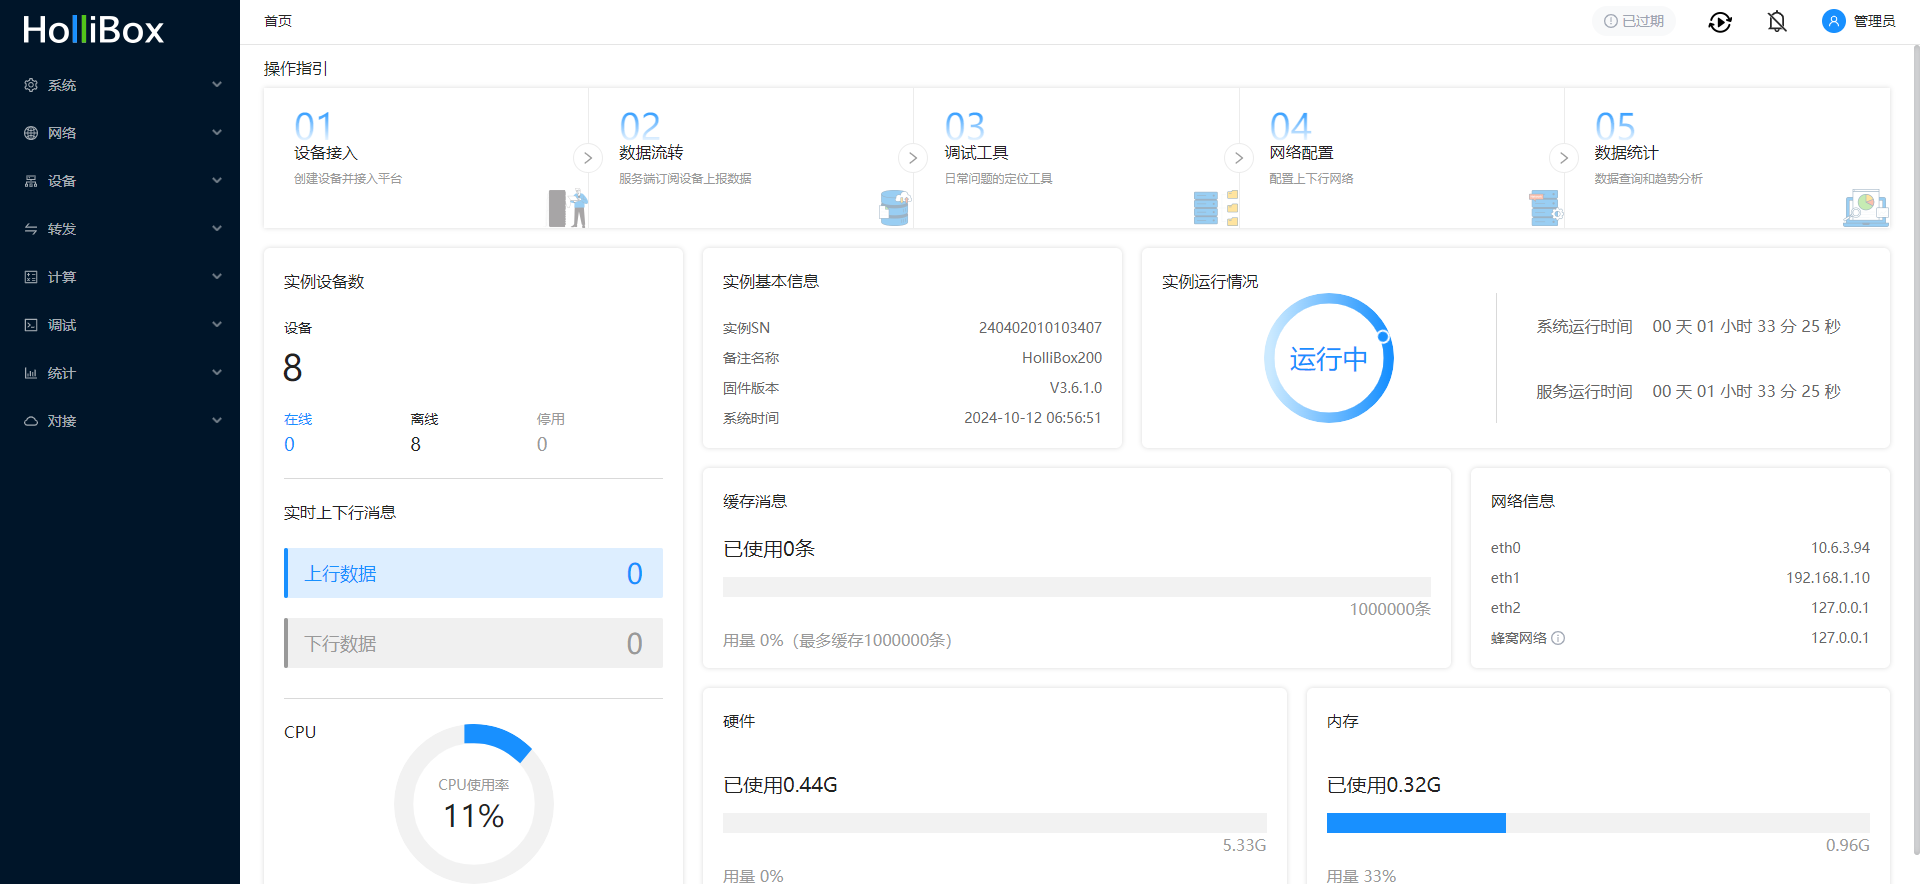 HolliBox
系统
网络
设备
转发
计算
调试
统计
对接
首页
已过期
管理员
操作指引
01
设备接入
创建设备并接入平台
02
数据流转
服务端订阅设备上报数据
03
调试工具
日常问题的定位工具
04
网络配置
配置上下行网络
05
数据统计
数据查询和趋势分析
实例设备数
设备
8
在线 离线 停用
0 8 0
实时上下行消息
上行数据 0
下行数据 0
CPU
CPU使用率
11%
实例基本信息
实例SN 240402010103407
备注名称 HolliBox200
固件版本 V3.6.1.0
系统时间 2024-10-12 06:56:51
实例运行情况
运行中
系统运行时间 00 天 01 小时 33 分 25 秒
服务运行时间 00 天 01 小时 33 分 25 秒
缓存消息
已使用0条
1000000条
用量 0%（最多缓存1000000条）
网络信息
eth0 10.6.3.94
eth1 192.168.1.10
eth2 127.0.0.1
蜂窝网络 127.0.0.1
硬件
已使用0.44G
5.33G
用量 0%
内存
已使用0.32G
0.96G
用量 33%